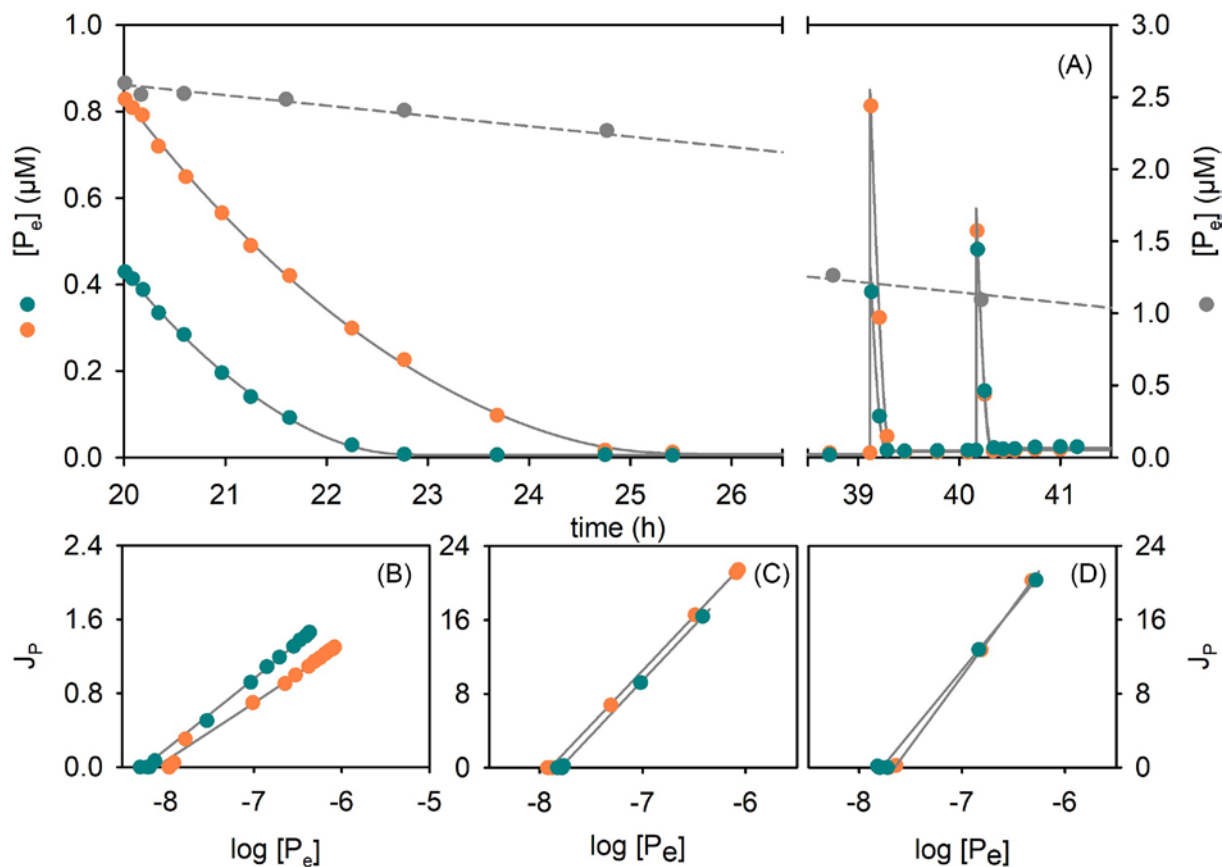 1.0 3.0
(A)
0.8 2.5
2.0
0.6
[Pe] (µM) 1.5 [Pe] (µM)
0.4
1.0
0.2
0.5
0.0 0.0
20 21 22 23 24 25 26 39 40 41
time (h)
2.4 24 24
(B) (C) (D)
1.6 16 16
JP JP
0.8 8 8
0.0 0 0
-8 -7 -6 -5 -8 -7 -6 -8 -7 -6
log [Pe] log [Pe] log [Pe]